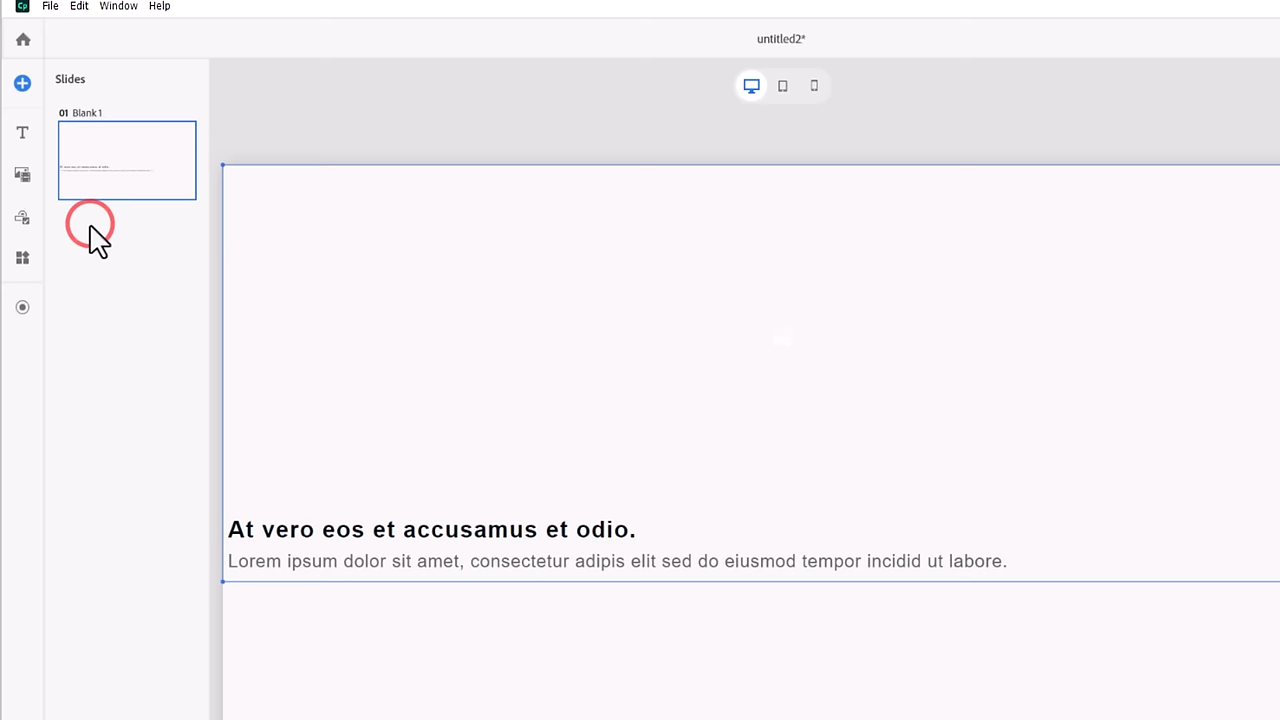 Cp File Edit Window Help
untitled2*
Slides
01 Blank 1
At vero eos et accusamus et odio.
Lorem ipsum dolor sit amet, consectetur adipis elit sed do eiusmod tempor incidid ut labore.